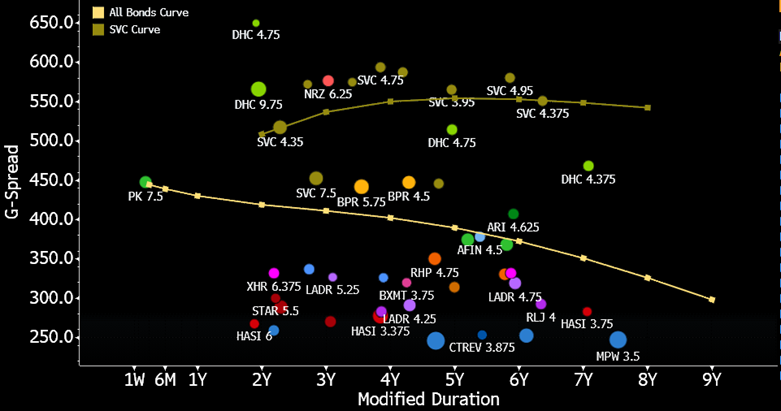 All Bonds Curve
SVC Curve
G-Spread
650.0
600.0
550.0
500.0
450.0
400.0
350.0
300.0
250.0
DHC 4.75
SVC 4.75
NRZ 6.25
DHC 9.75
SVC 3.95
SVC 4.95
SVC 4.375
SVC 4.35
DHC 4.75
DHC 4.375
PK 7.5
SVC 7.5
BPR 5.75
BPR 4.5
ARI 4.625
AFIN 4.5
RHP 4.75
XHR 6.375
LADR 5.25
BXMT 3.75
LADR 4.75
STAR 5.5
LADR 4.25
RLJ 4
HASI 6
HASI 3.375
HASI 3.75
CTREV 3.875
MPW 3.5
1W 6M 1Y 2Y 3Y 4Y 5Y 6Y 7Y 8Y 9Y
Modified Duration